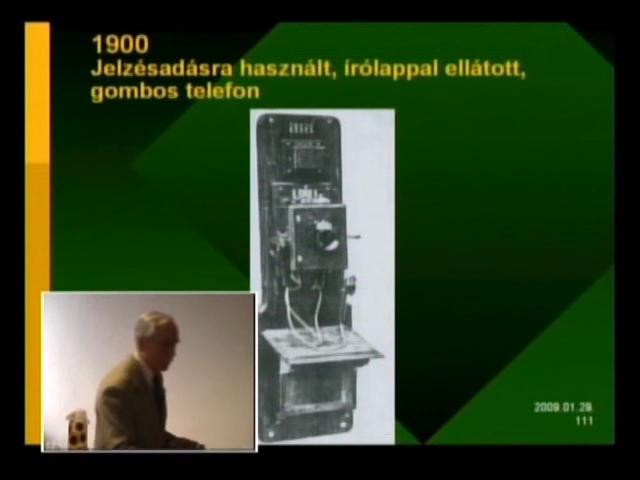 1900
Jelzésadásra használt, írólappal ellátott,
gombos telefon
2009.01.29.
111